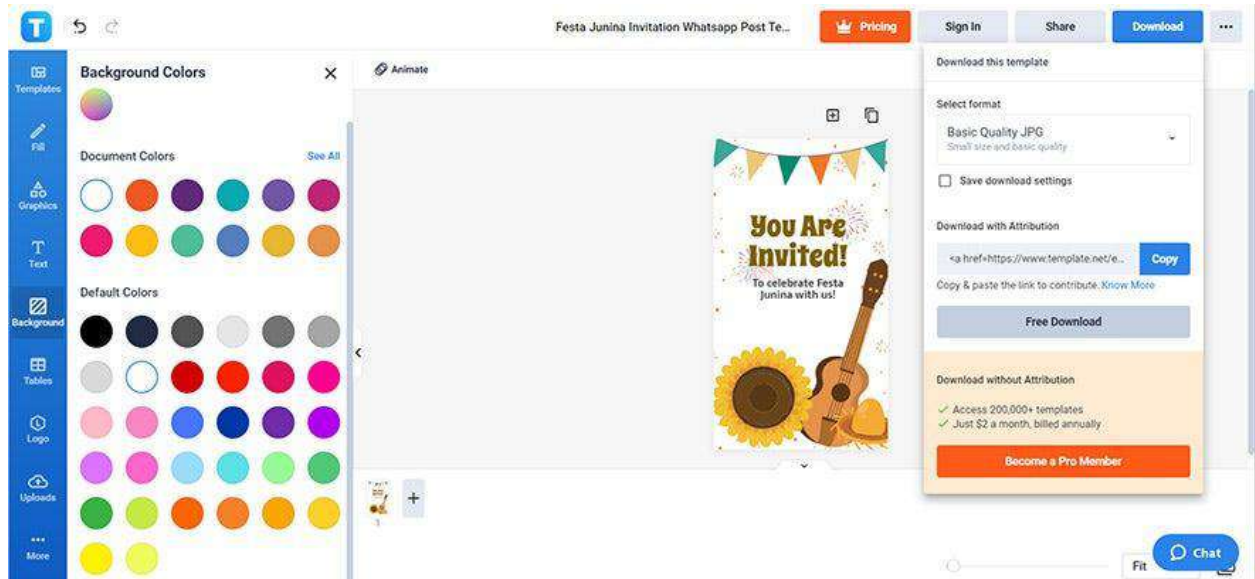 T
Festa Junina Invitation Whatsapp Post Te...
Pricing
Sign In
Share
Download
Templates
Fill
Graphics
Text
Background
Tables
Logo
Uploads
More
Background Colors
Document Colors
See All
Default Colors
Animate
You Are
Invited!
To celebrate Festa
Junina with us!
1
Download this template
Select format
Basic Quality JPG
Small size and basic quality
Save download settings
Download with Attribution
<a href=https://www.template.net/e...
Copy
Copy & paste the link to contribute. Know More
Free Download
Download without Attribution
Access 200,000+ templates
Just $2 a month, billed annually
Become a Pro Member
Fit
Chat